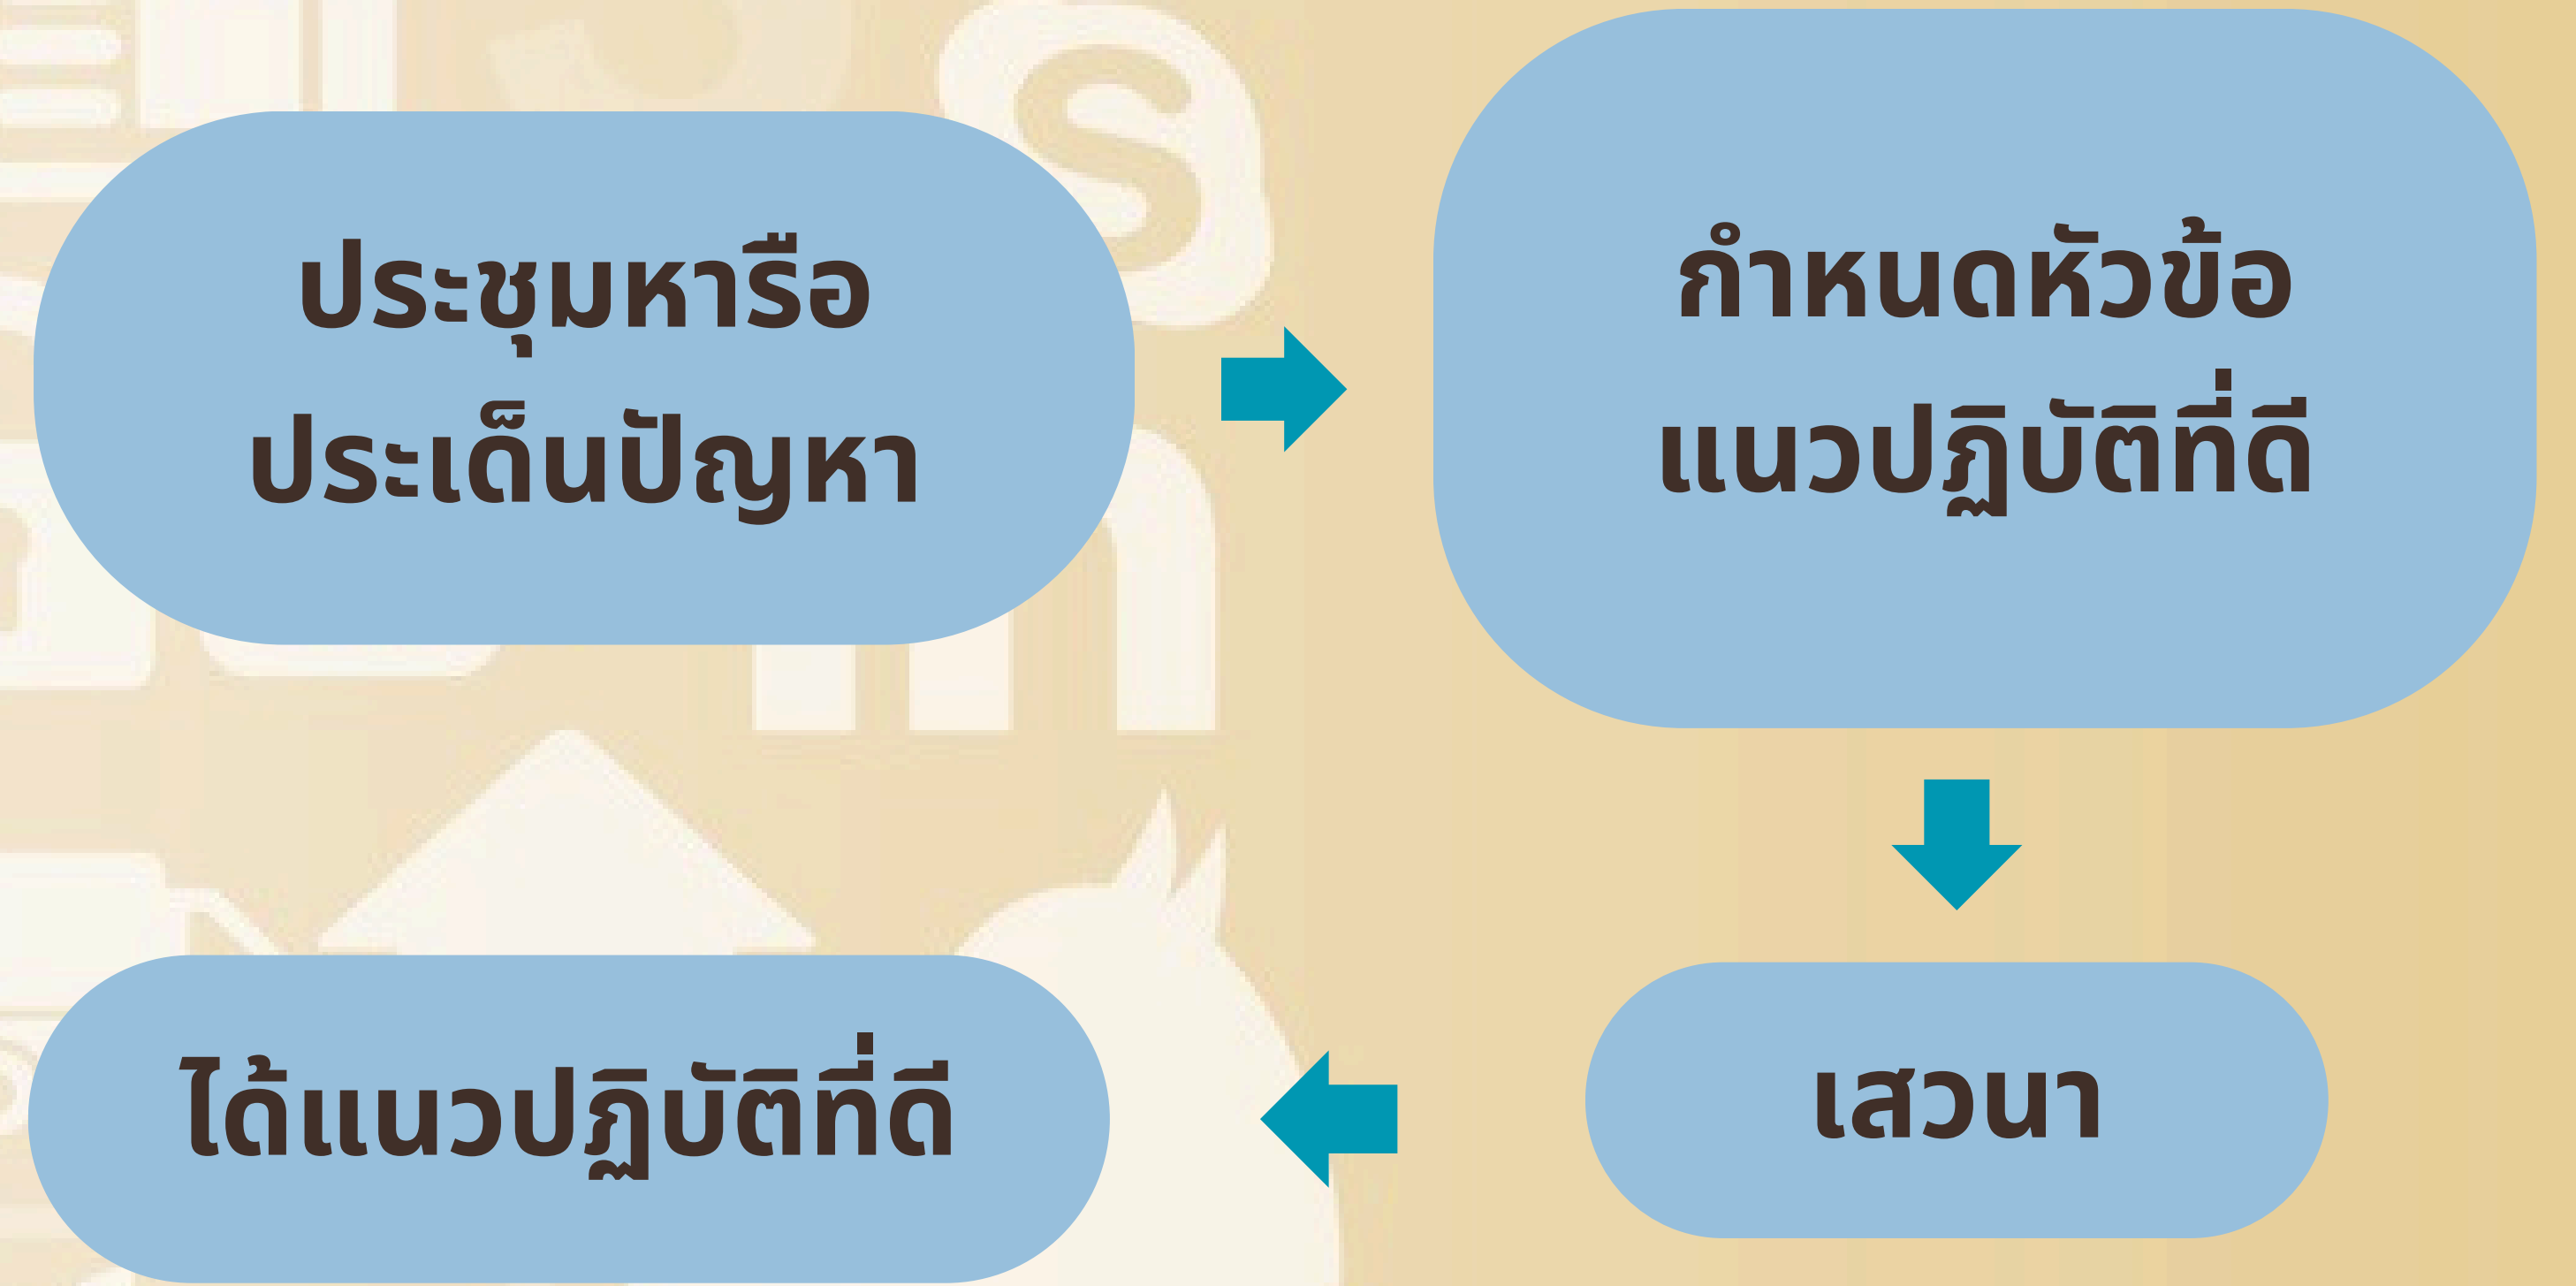 ประชุมหารือ
ประเด็นปัญหา
กำหนดหัวข้อ
แนวปฏิบัติที่ดี
เสวนา
ได้แนวปฏิบัติที่ดี